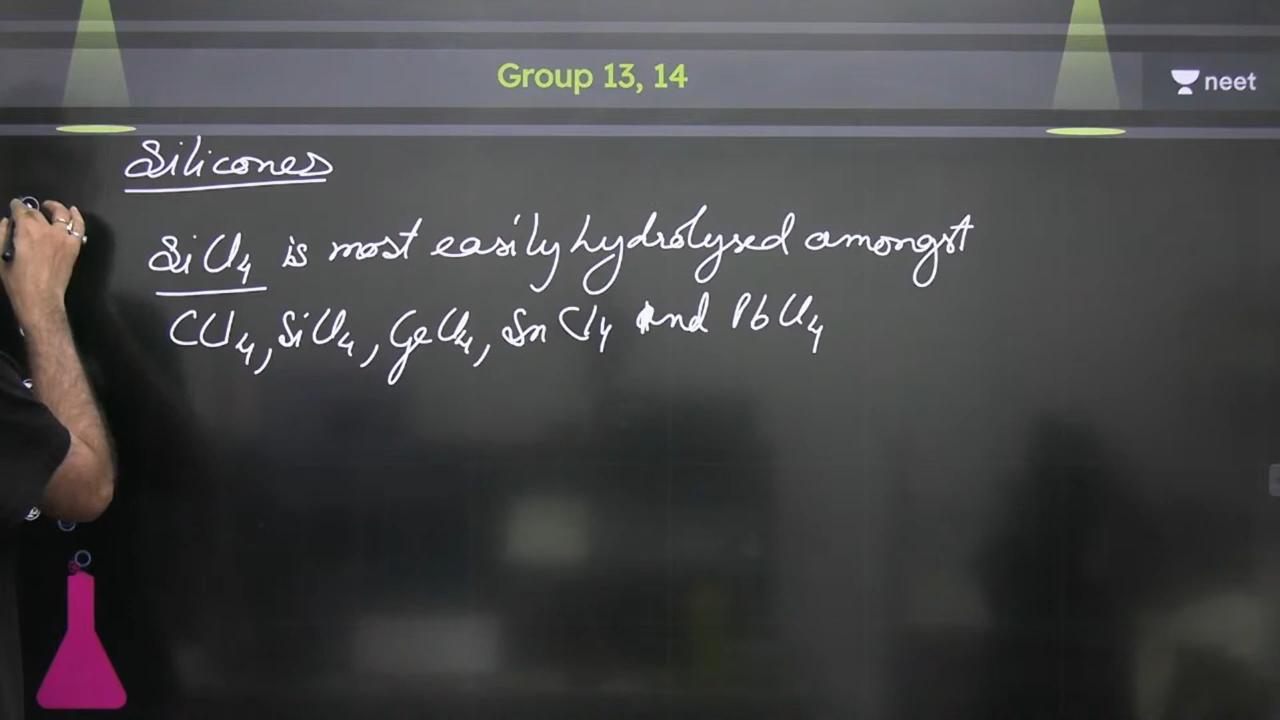 Group 13, 14
neet
Silicones
SiCl4 is most easily hydrolysed amongst
CCl4, SiCl4, GeCl4, SnCl4 and PbCl4